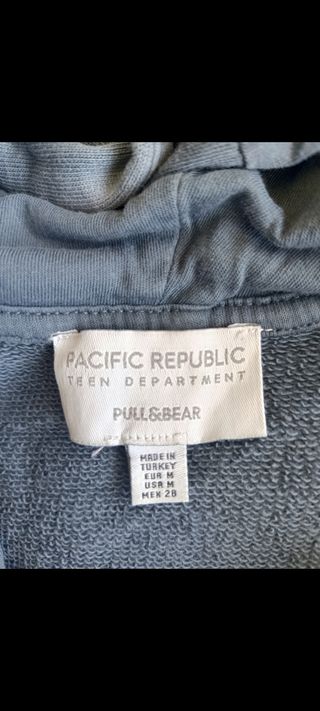 PACIFIC REPUBLIC
TEEN DEPARTMENT
PULL&BEAR
MADE IN
TURKEY
EUR M
USA M
MEX 28